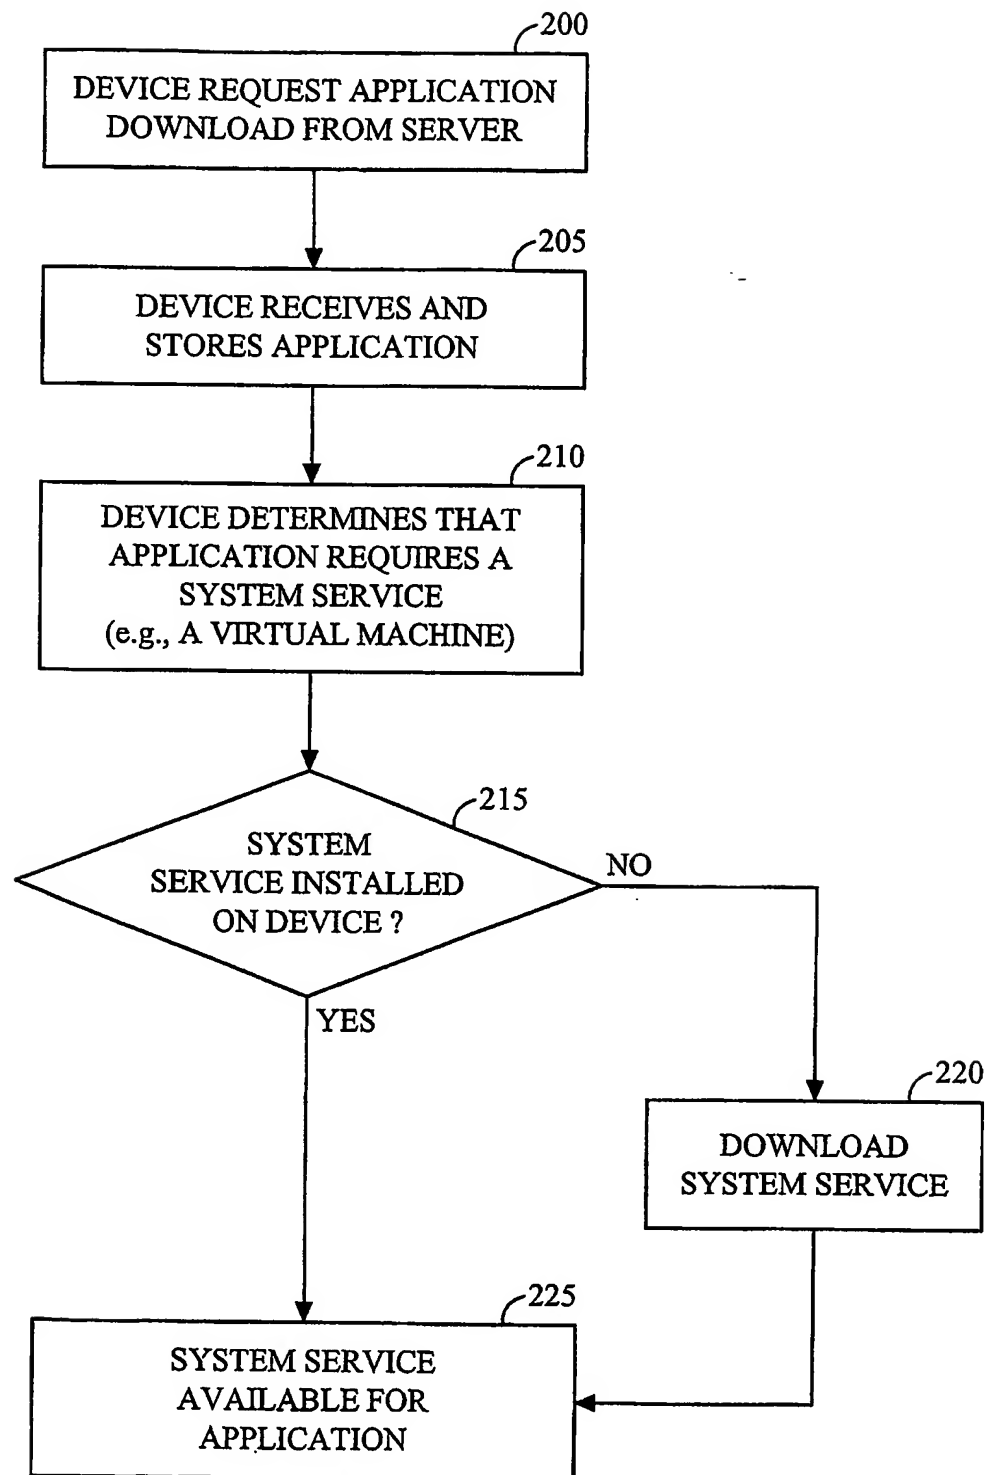 200
DEVICE REQUEST APPLICATION
DOWNLOAD FROM SERVER
205
DEVICE RECEIVES AND
STORES APPLICATION
210
DEVICE DETERMINES THAT
APPLICATION REQUIRES A
SYSTEM SERVICE
(e.g., A VIRTUAL MACHINE)
215
SYSTEM
SERVICE INSTALLED
ON DEVICE ?
NO
YES
220
DOWNLOAD
SYSTEM SERVICE
225
SYSTEM SERVICE
AVAILABLE FOR
APPLICATION